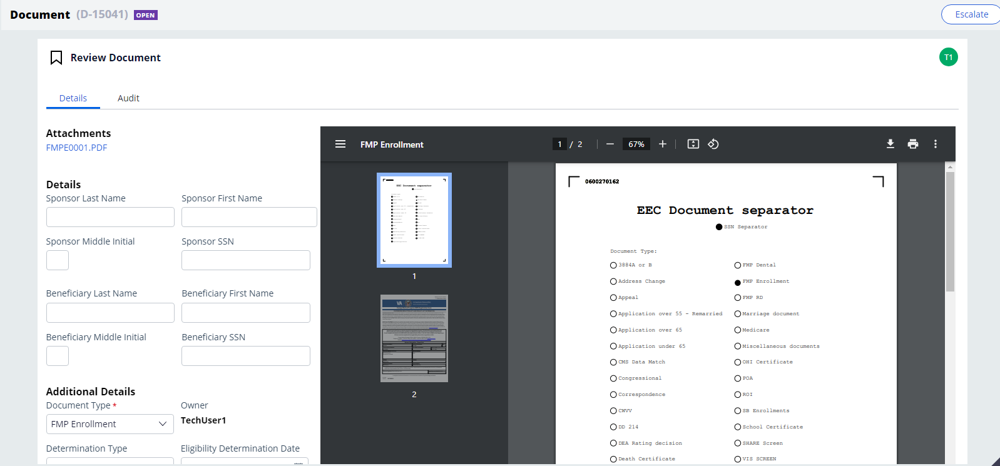 Document (D-15041) OPEN
Escalate
Review Document
T1
Details Audit
Attachments
FMPE0001.PDF
Details
Sponsor Last Name Sponsor First Name
Sponsor Middle Initial Sponsor SSN
Beneficiary Last Name Beneficiary First Name
Beneficiary Middle Initial Beneficiary SSN
Additional Details
Document Type * Owner
FMP Enrollment TechUser1
Determination Type Eligibility Determination Date
FMP Enrollment 1 / 2 67%
EEC Document separator
1
VA
2
0600270162
EEC Document separator
SSN Separator
Document Type:
3884A or B FMP Dental
Address Change FMP Enrollment
Appeal FMP RD
Application over 55 - Remarried Marriage document
Application over 65 Medicare
Application under 65 Miscellaneous documents
CMS Data Match OHI Certificate
Congressional POA
Correspondence ROI
CWVV SB Enrollments
DD 214 School Certificate
DEA Rating decision SHARE Screen
Death Certificate VIS SCREEN